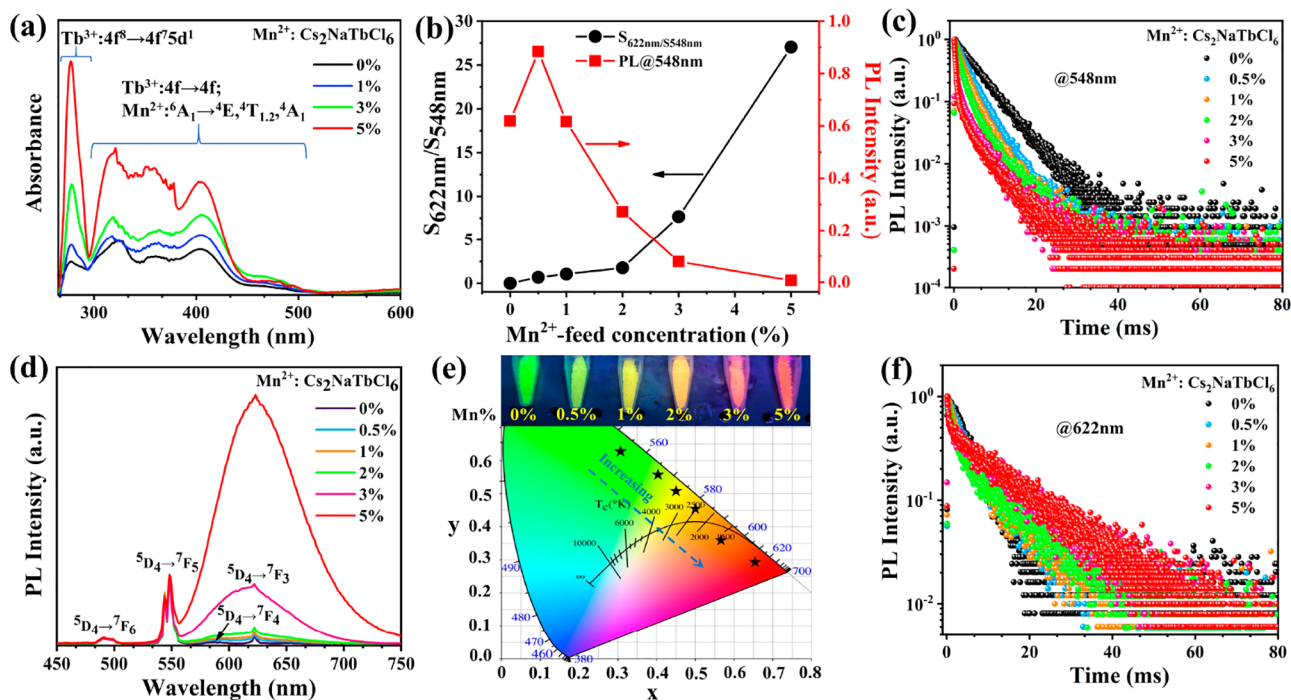 (a)
Mn²⁺: Cs₂NaTbCl₆
Tb³⁺:4f⁸→4f⁷5d¹
0%
1%
3%
5%
Tb³⁺:4f→4f;
Mn²⁺:⁶A₁→⁴E,⁴T₁.₂,⁴A₁
Absorbance
300 400 500 600
Wavelength (nm)
(b)
S₆₂₂nm/S548nm
PL@548nm
30
25
20
15
10
5
0
1.0
0.8
0.6
0.4
0.2
0.0
S622nm/S548nm
PL Intensity (a.u.)
0 1 2 3 4 5
Mn²⁺-feed concentration (%)
(c)
Mn²⁺: Cs₂NaTbCl₆
@548nm
0%
0.5%
1%
2%
3%
5%
10⁰
10⁻¹
10⁻²
10⁻³
10⁻⁴
PL Intensity (a.u.)
0 20 40 60 80
Time (ms)
(d)
Mn²⁺: Cs₂NaTbCl₆
0%
0.5%
1%
2%
3%
5%
⁵D₄→⁷F₅
⁵D₄→⁷F₃
⁵D₄→⁷F₄
⁵D₄→⁷F₆
PL Intensity (a.u.)
450 500 550 600 650 700 750
Wavelength (nm)
(e)
Mn% 0% 0.5% 1% 2% 3% 5%
560
580
600
620
700
490
480
470
460
380
Increasing
T_C(°K)
10000
6000
4000
3000
2000
∞
0.6
0.5
0.4
0.3
0.2
0.1
0.0
y
0 0.1 0.2 0.3 0.4 0.5 0.6 0.7 0.8
x
(f)
Mn²⁺: Cs₂NaTbCl₆
@622nm
0%
0.5%
1%
2%
3%
5%
10⁰
10⁻¹
10⁻²
PL Intensity (a.u.)
0 20 40 60 80
Time (ms)